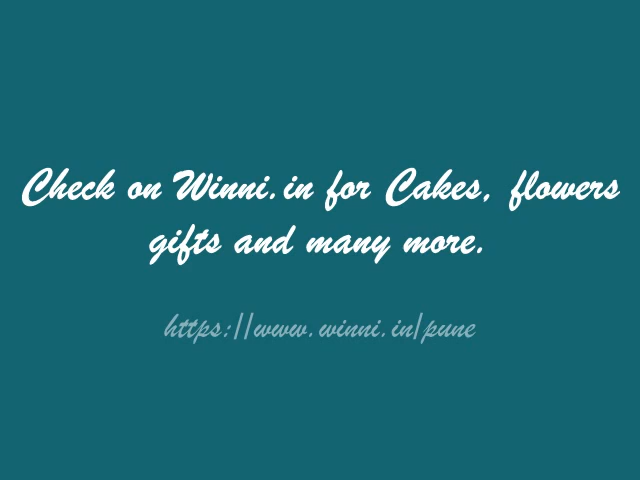 Check on Winni.in for Cakes, flowers
gifts and many more.
https://www.winni.in/pune